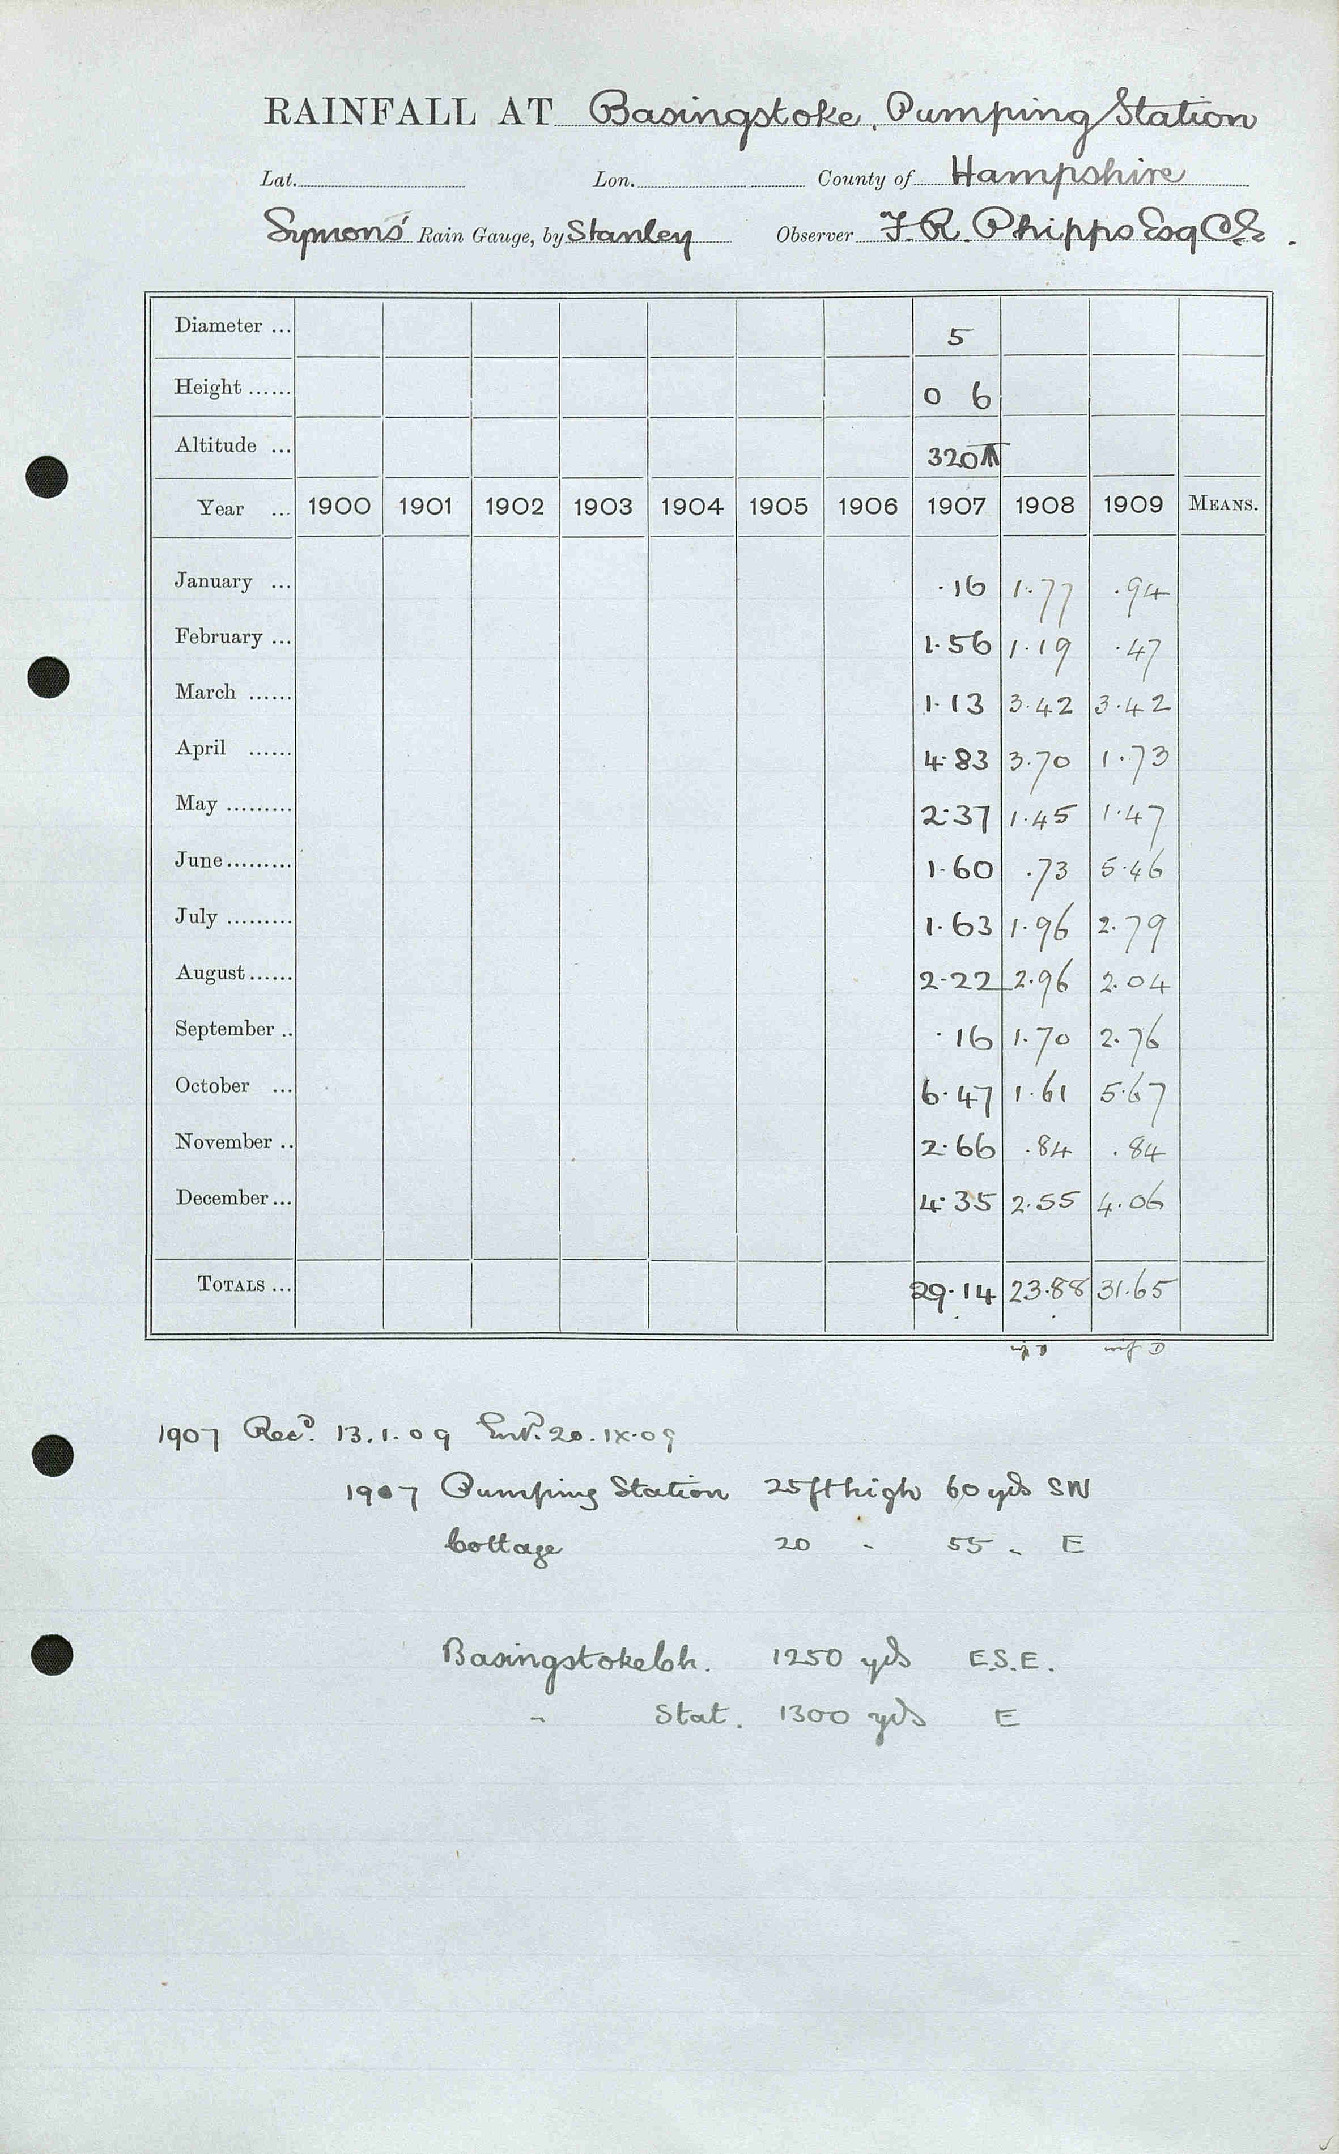 RAINFALL AT Basingstoke, Pumping Station
Lat. Lon. County of Hampshire
Symons' Rain Gauge, by Stanley Observer F. R. Phipps Esq CE.
Diameter ... 5
Height ...... 0 6
Altitude ... 320
Year ... 1900 1901 1902 1903 1904 1905 1906 1907 1908 1909 MEANS.
January ... .16 1.77 .94
February ... 1.56 1.19 .47
March ...... 1.13 3.42 3.42
April ...... 4.83 3.70 1.73
May ......... 2.37 1.45 1.47
June......... 1.60 .73 5.46
July ......... 1.63 1.96 2.79
August...... 2.22 2.96 2.04
September .. .16 1.70 2.76
October ... 6.47 1.61 5.67
November .. 2.66 .84 .84
December... 4.35 2.55 4.06
TOTALS ... 29.14 23.88 31.65
1907 Recd. 13.1.09 Entd. 20.IX.09
1907 Pumping Station 25ft high 60 yds SW
Cottage 20 " 55 " E
Basingstoke Ch. 1250 yds E.S.E.
" Stat. 1300 yds E